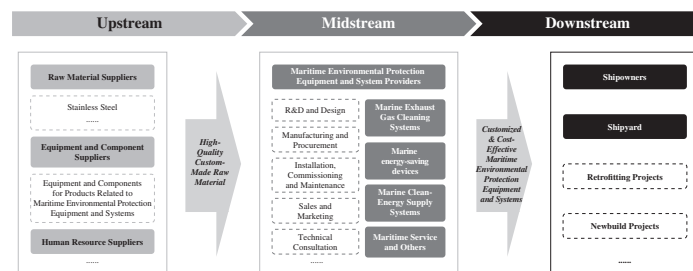 Upstream
Midstream
Downstream
Raw Material Suppliers
Stainless Steel
......
Equipment and Component
Suppliers
Equipment and Components
for Products Related to
Maritime Environmental Protection
Equipment and Systems
Human Resource Suppliers
......
High-
Quality
Custom-
Made Raw
Material
Maritime Environmental Protection
Equipment and System Providers
R&D and Design
Manufacturing and
Procurement
Installation,
Commissioning
and Maintenance
Sales and
Marketing
Technical
Consultation
......
Marine Exhaust
Gas Cleaning
Systems
Marine
energy-saving
devices
Marine Clean-
Energy Supply
Systems
Maritime Service
and Others
Customized
& Cost-
Effective
Maritime
Environmental
Protection
Equipment
and Systems
Shipowners
Shipyard
Retrofitting Projects
Newbuild Projects
......